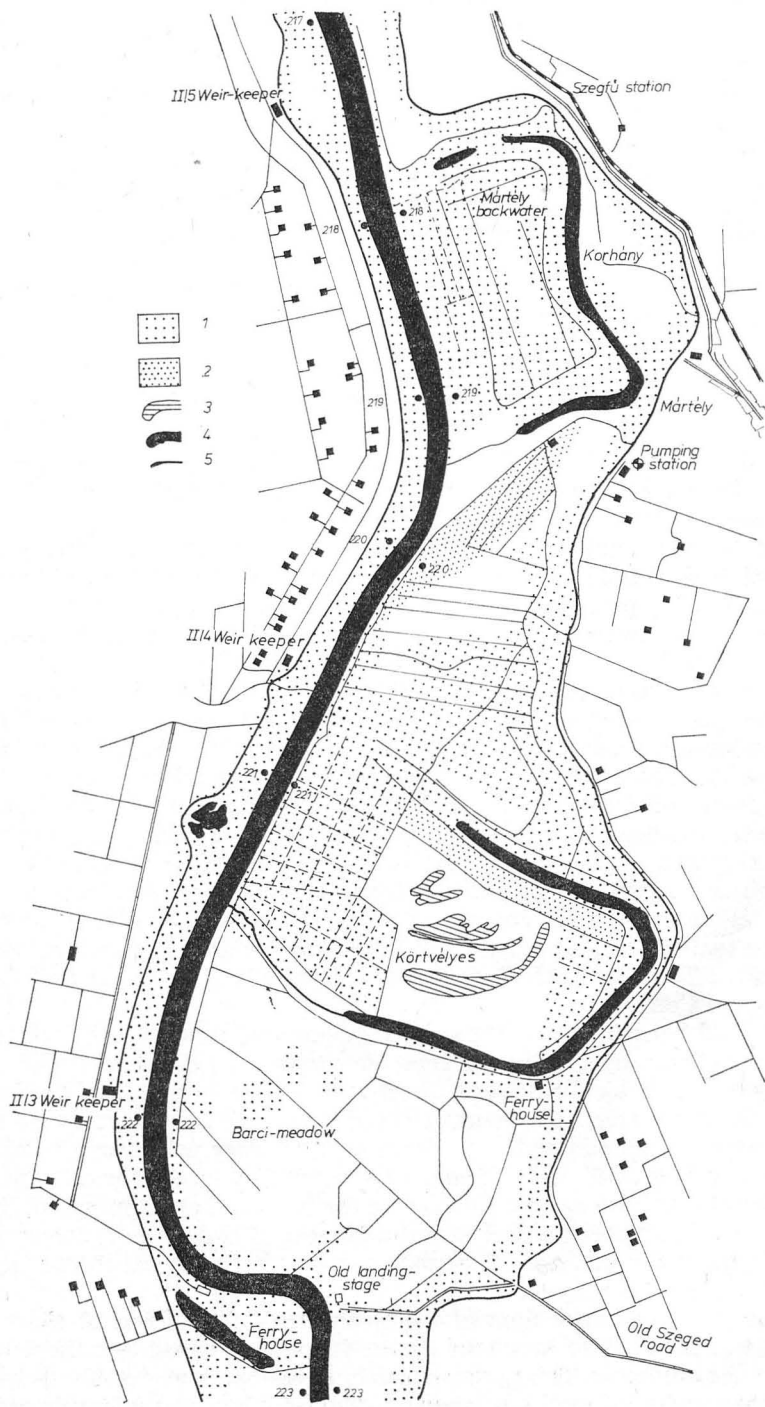 217
II/5 Weir-keeper
Szegfű station
218
218
Mártély
backwater
Korhány
1
2
3
4
5
219
219
Mártély
Pumping
station
220
220
II/4 Weir keeper
221
221
Körtvélyes
II/3 Weir keeper
222
222
Barci-meadow
Ferry-
house
Old landing-
stage
Ferry-
house
Old Szeged
road
223
223